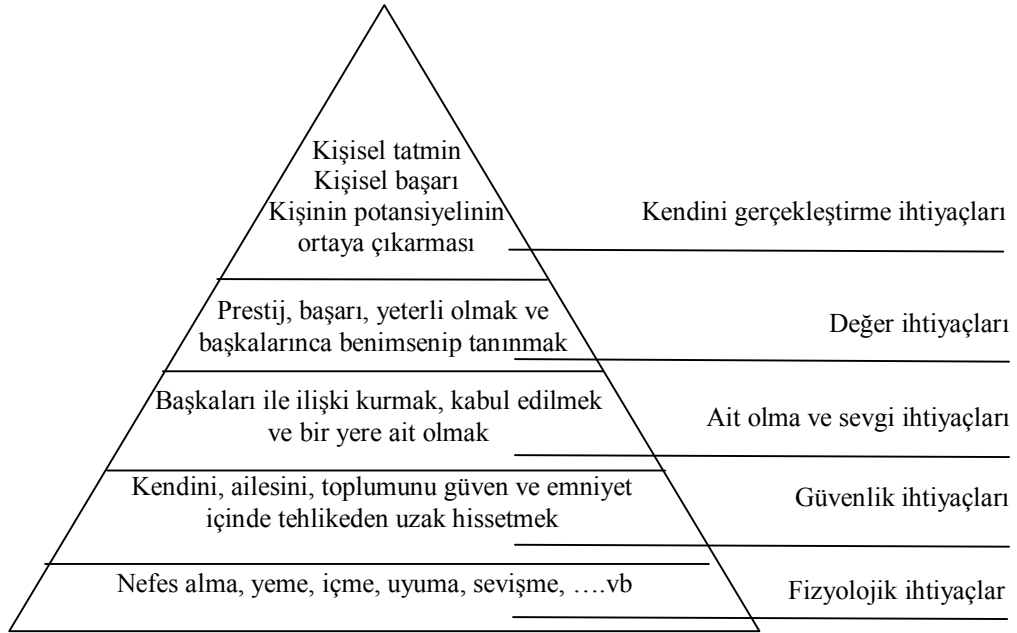 Kişisel tatmin
Kişisel başarı
Kişinin potansiyelinin
ortaya çıkarması
Kendini gerçekleştirme ihtiyaçları
Prestij, başarı, yeterli olmak ve
başkalarınca benimsenip tanınmak
Değer ihtiyaçları
Başkaları ile ilişki kurmak, kabul edilmek
ve bir yere ait olmak
Ait olma ve sevgi ihtiyaçları
Kendini, ailesini, toplumunu güven ve emniyet
içinde tehlikeden uzak hissetmek
Güvenlik ihtiyaçları
Nefes alma, yeme, içme, uyuma, sevişme, ….vb
Fizyolojik ihtiyaçlar